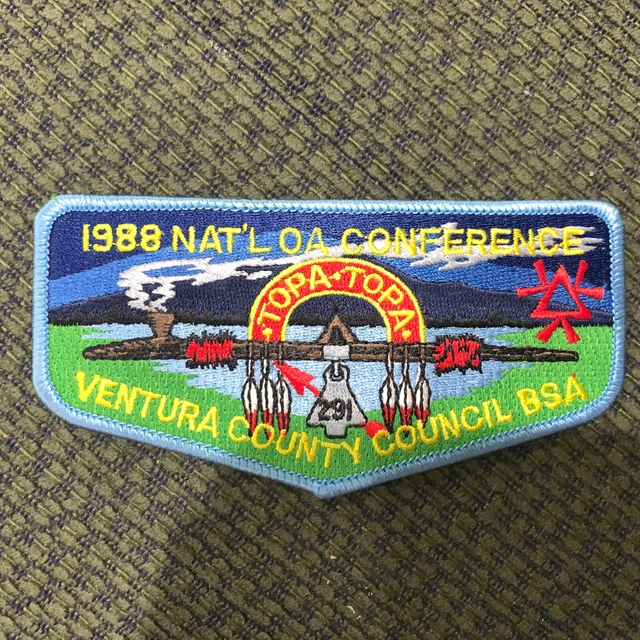 1988 NAT'L OA CONFERENCE
TOPA·TOPA
291
VENTURA COUNTY COUNCIL BSA